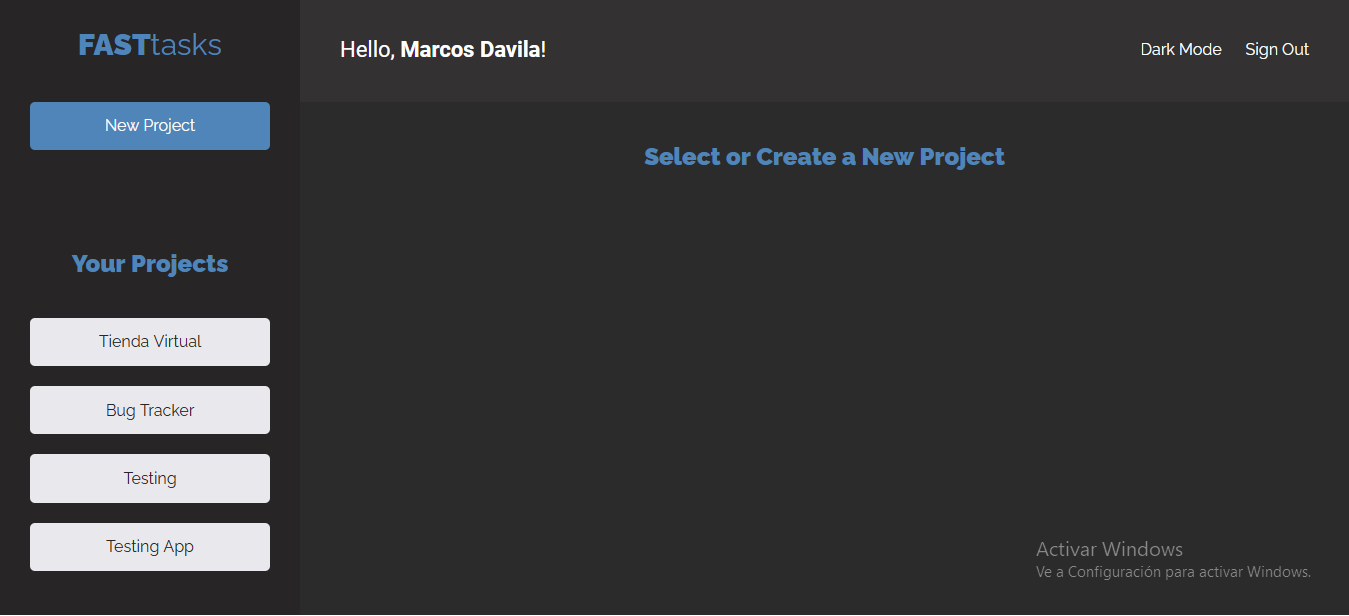 FASTtasks
New Project
Your Projects
Tienda Virtual
Bug Tracker
Testing
Testing App
Hello, Marcos Davila!
Dark Mode
Sign Out
Select or Create a New Project
Activar Windows
Ve a Configuración para activar Windows.